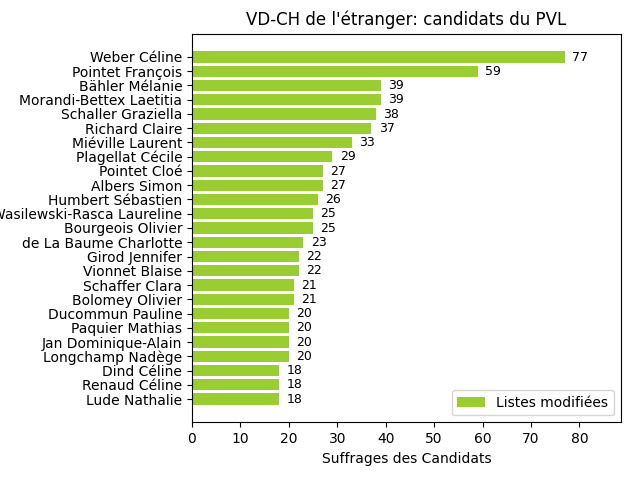 VD-CH de l'étranger: candidats du PVL
Weber Céline 77
Pointet François 59
Bähler Mélanie 39
Morandi-Bettex Laetitia 39
Schaller Graziella 38
Richard Claire 37
Miéville Laurent 33
Plagellat Cécile 29
Pointet Cloé 27
Albers Simon 27
Humbert Sébastien 26
Wasilewski-Rasca Laureline 25
Bourgeois Olivier 25
de La Baume Charlotte 23
Girod Jennifer 22
Vionnet Blaise 22
Schaffer Clara 21
Bolomey Olivier 21
Ducommun Pauline 20
Paquier Mathias 20
Jan Dominique-Alain 20
Longchamp Nadège 20
Dind Céline 18
Renaud Céline 18
Lude Nathalie 18
Listes modifiées
0 10 20 30 40 50 60 70 80
Suffrages des Candidats